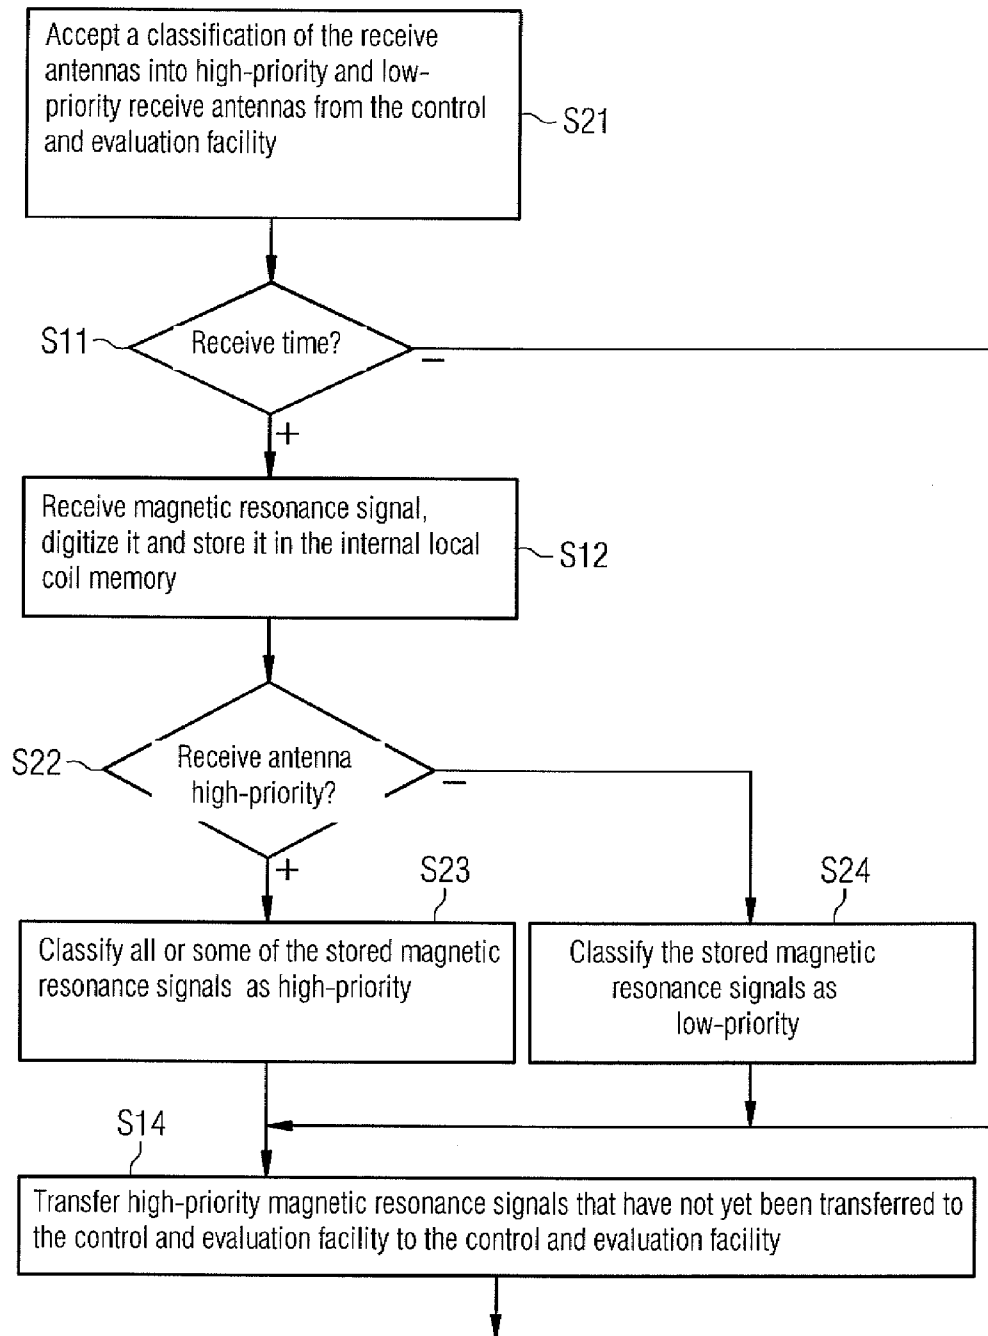 Accept a classification of the receive
antennas into high-priority and low-
priority receive antennas from the control
and evaluation facility
S21
S11
Receive time?
−
+
Receive magnetic resonance signal,
digitize it and store it in the internal local
coil memory
S12
S22
Receive antenna
high-priority?
−
+
S23
S24
Classify all or some of the stored magnetic
resonance signals as high-priority
Classify the stored magnetic
resonance signals as
low-priority
S14
Transfer high-priority magnetic resonance signals that have not yet been transferred to
the control and evaluation facility to the control and evaluation facility